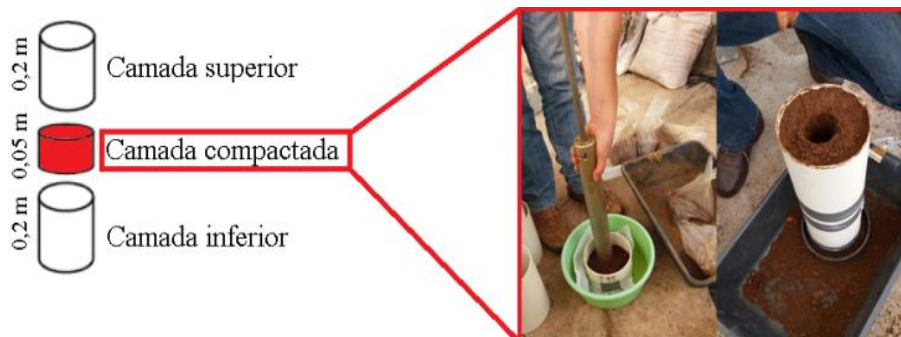 0,2 m
Camada superior
0,05 m
Camada compactada
0,2 m
Camada inferior